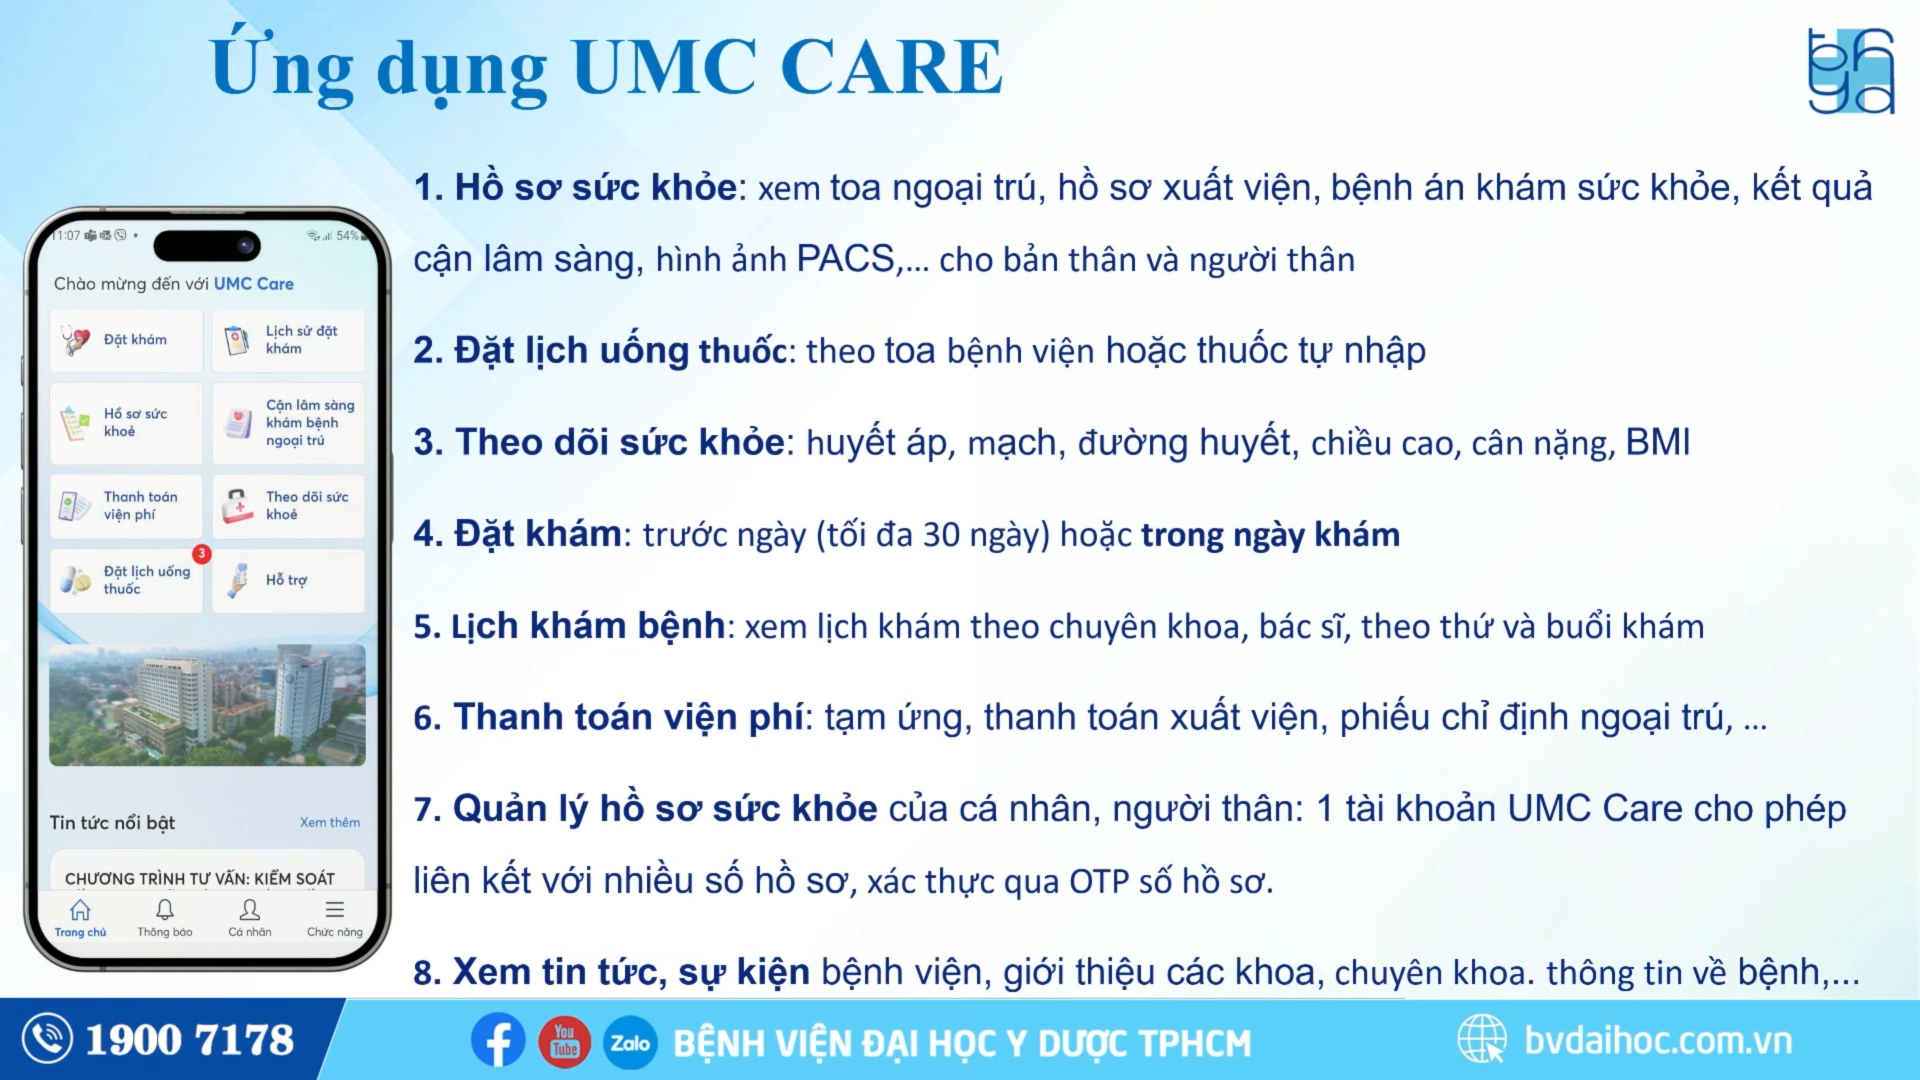 Ứng dụng UMC CARE
1. Hồ sơ sức khỏe: xem toa ngoại trú, hồ sơ xuất viện, bệnh án khám sức khỏe, kết quả
cận lâm sàng, hình ảnh PACS,... cho bản thân và người thân
2. Đặt lịch uống thuốc: theo toa bệnh viện hoặc thuốc tự nhập
3. Theo dõi sức khỏe: huyết áp, mạch, đường huyết, chiều cao, cân nặng, BMI
4. Đặt khám: trước ngày (tối đa 30 ngày) hoặc trong ngày khám
5. Lịch khám bệnh: xem lịch khám theo chuyên khoa, bác sĩ, theo thứ và buổi khám
6. Thanh toán viện phí: tạm ứng, thanh toán xuất viện, phiếu chỉ định ngoại trú, ...
7. Quản lý hồ sơ sức khỏe của cá nhân, người thân: 1 tài khoản UMC Care cho phép
liên kết với nhiều số hồ sơ, xác thực qua OTP số hồ sơ.
8. Xem tin tức, sự kiện bệnh viện, giới thiệu các khoa, chuyên khoa. thông tin về bệnh,...
11:07
54%
Chào mừng đến với UMC Care
Đặt khám
Lịch sử đặt
khám
Hồ sơ sức
khoẻ
Cận lâm sàng
khám bệnh
ngoại trú
Thanh toán
viện phí
Theo dõi sức
khoẻ
3
Đặt lịch uống
thuốc
Hỗ trợ
Tin tức nổi bật
Xem thêm
CHƯƠNG TRÌNH TƯ VẤN: KIỂM SOÁT
Trang chủ
Thông báo
Cá nhân
Chức năng
1900 7178
You
Tube
Zalo
BỆNH VIỆN ĐẠI HỌC Y DƯỢC TPHCM
bvdaihoc.com.vn
bh
yd